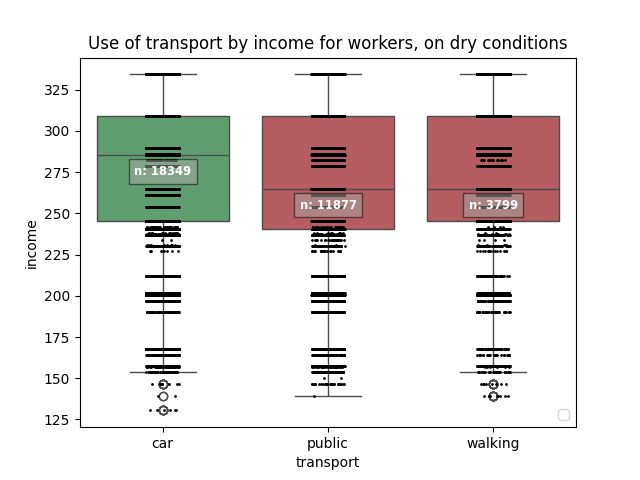 Use of transport by income for workers, on dry conditions
income
325
300
275
250
225
200
175
150
125
n: 18349
n: 11877
n: 3799
car
public
walking
transport